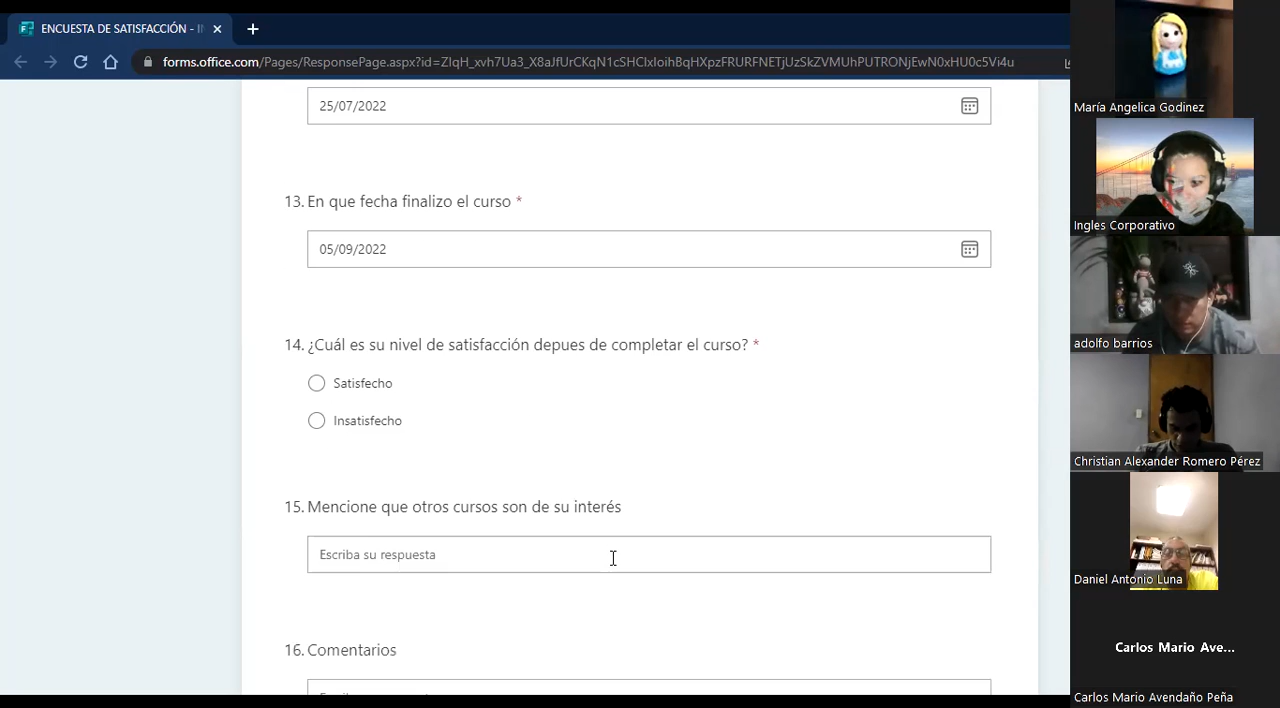 ENCUESTA DE SATISFACCIÓN -
forms.office.com/Pages/ResponsePage.aspx?id=ZIqH_xvh7Ua3_X8aJfUrCKqN1cSHClxIoihBqHXpzFRURFNETjUzSkZVMUhPUTRONjEwN0xHU0c5Vi4u
25/07/2022
13. En que fecha finalizo el curso *
05/09/2022
14. ¿Cuál es su nivel de satisfacción depues de completar el curso? *
Satisfecho
Insatisfecho
15. Mencione que otros cursos son de su interés
Escriba su respuesta
16. Comentarios
María Angelica Godinez
Ingles Corporativo
adolfo barrios
Christian Alexander Romero Pérez
Daniel Antonio Luna
Carlos Mario Ave...
Carlos Mario Avendaño Peña